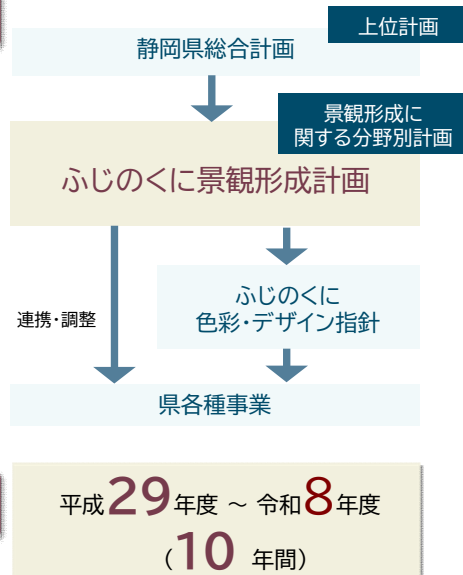 上位計画
静岡県総合計画
景観形成に
関する分野別計画
ふじのくに景観形成計画
ふじのくに
色彩・デザイン指針
連携・調整
県各種事業
平成29年度 ~ 令和8年度
(10 年間)